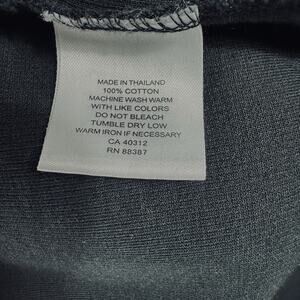 MADE IN THAILAND
100% COTTON
MACHINE WASH WARM
WITH LIKE COLORS
DO NOT BLEACH
TUMBLE DRY LOW
WARM IRON IF NECESSARY
CA 40312
RN 88387